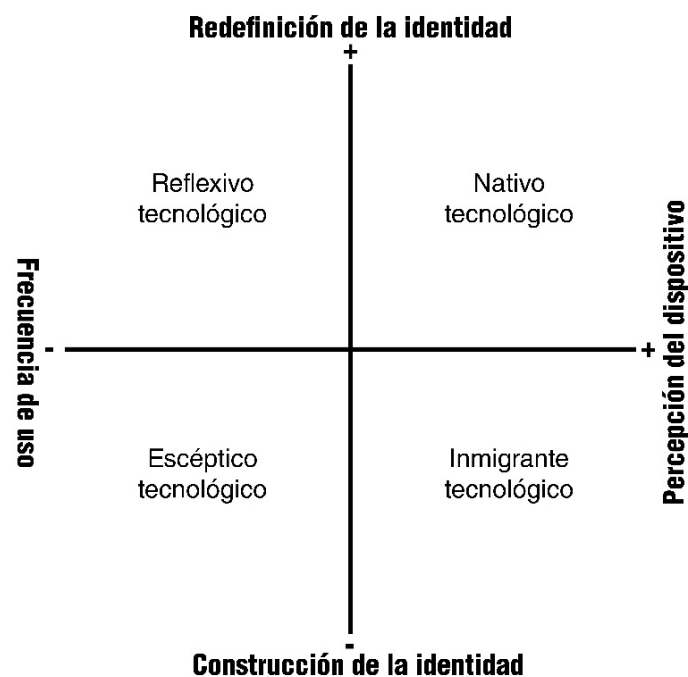 Redefinición de la identidad
+
Reflexivo
tecnológico
Nativo
tecnológico
Frecuencia de uso
-
+
Percepción del dispositivo
Escéptico
tecnológico
Inmigrante
tecnológico
-
Construcción de la identidad